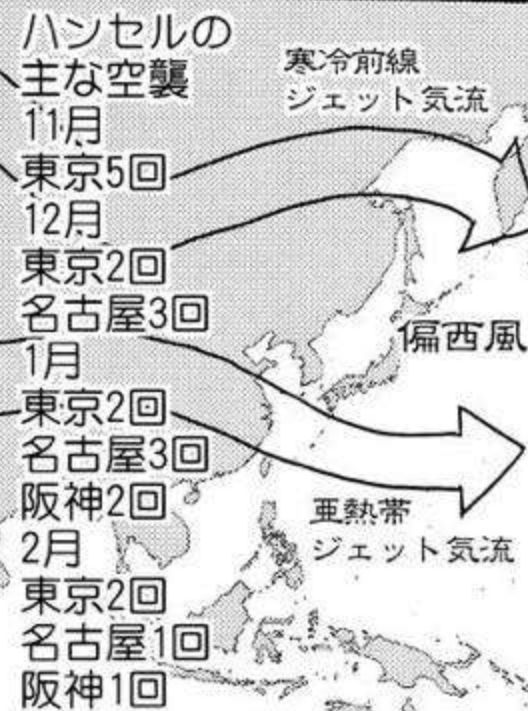 ハンセルの
主な空襲
11月
東京5回
12月
東京2回
名古屋3回
1月
東京2回
名古屋3回
阪神2回
2月
東京2回
名古屋1回
阪神1回
寒冷前線
ジェット気流
偏西風
亜熱帯
ジェット気流